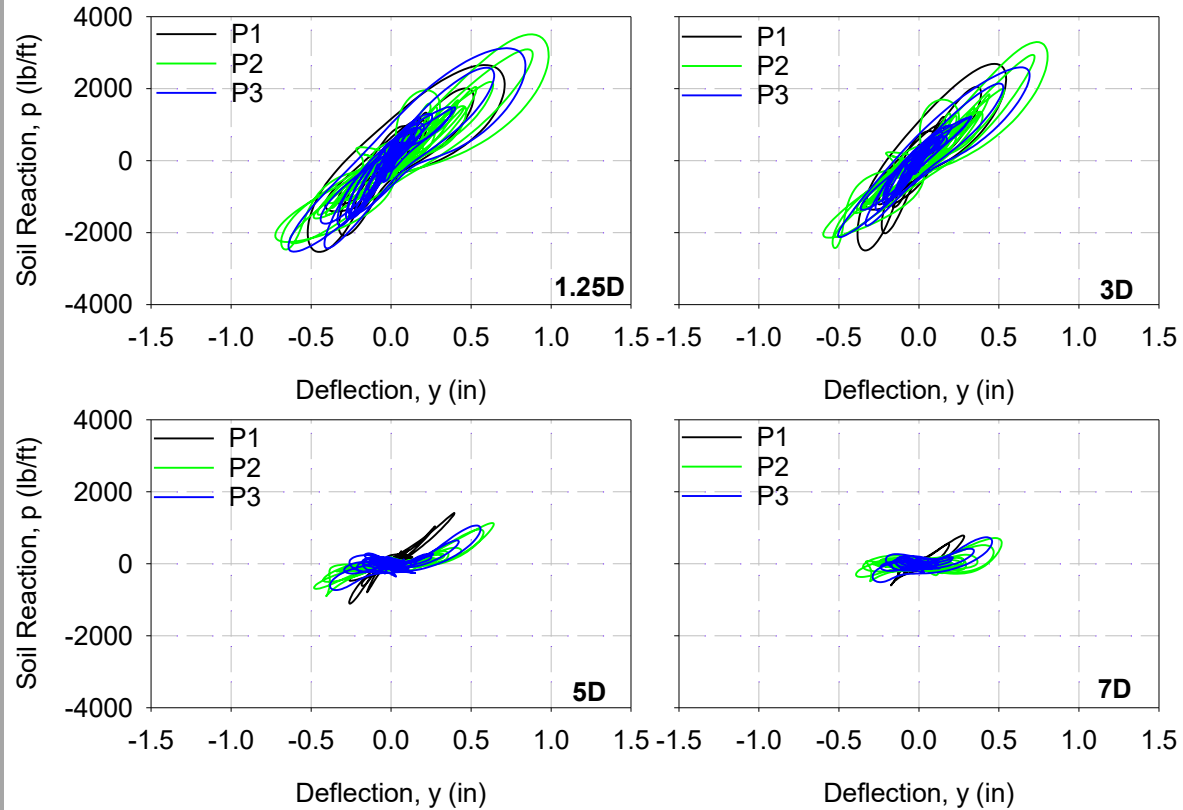 Soil Reaction, p (lb/ft)
4000
2000
0
-2000
-4000
P1
P2
P3
1.25D
-1.5 -1.0 -0.5 0.0 0.5 1.0 1.5
Deflection, y (in)
P1
P2
P3
3D
-1.5 -1.0 -0.5 0.0 0.5 1.0 1.5
Deflection, y (in)
Soil Reaction, p (lb/ft)
4000
2000
0
-2000
-4000
P1
P2
P3
5D
-1.5 -1.0 -0.5 0.0 0.5 1.0 1.5
Deflection, y (in)
P1
P2
P3
7D
-1.5 -1.0 -0.5 0.0 0.5 1.0 1.5
Deflection, y (in)